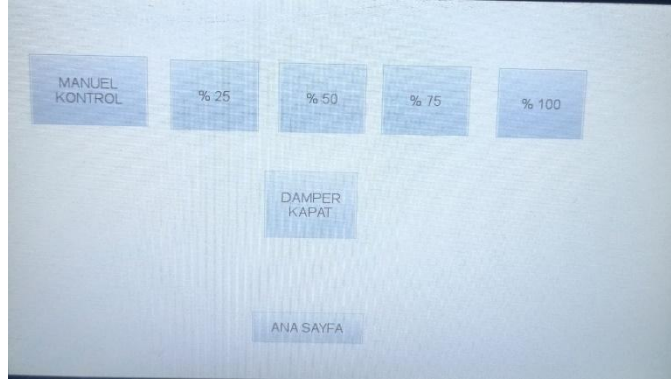 MANUEL
KONTROL
% 25
% 50
% 75
% 100
DAMPER
KAPAT
ANA SAYFA